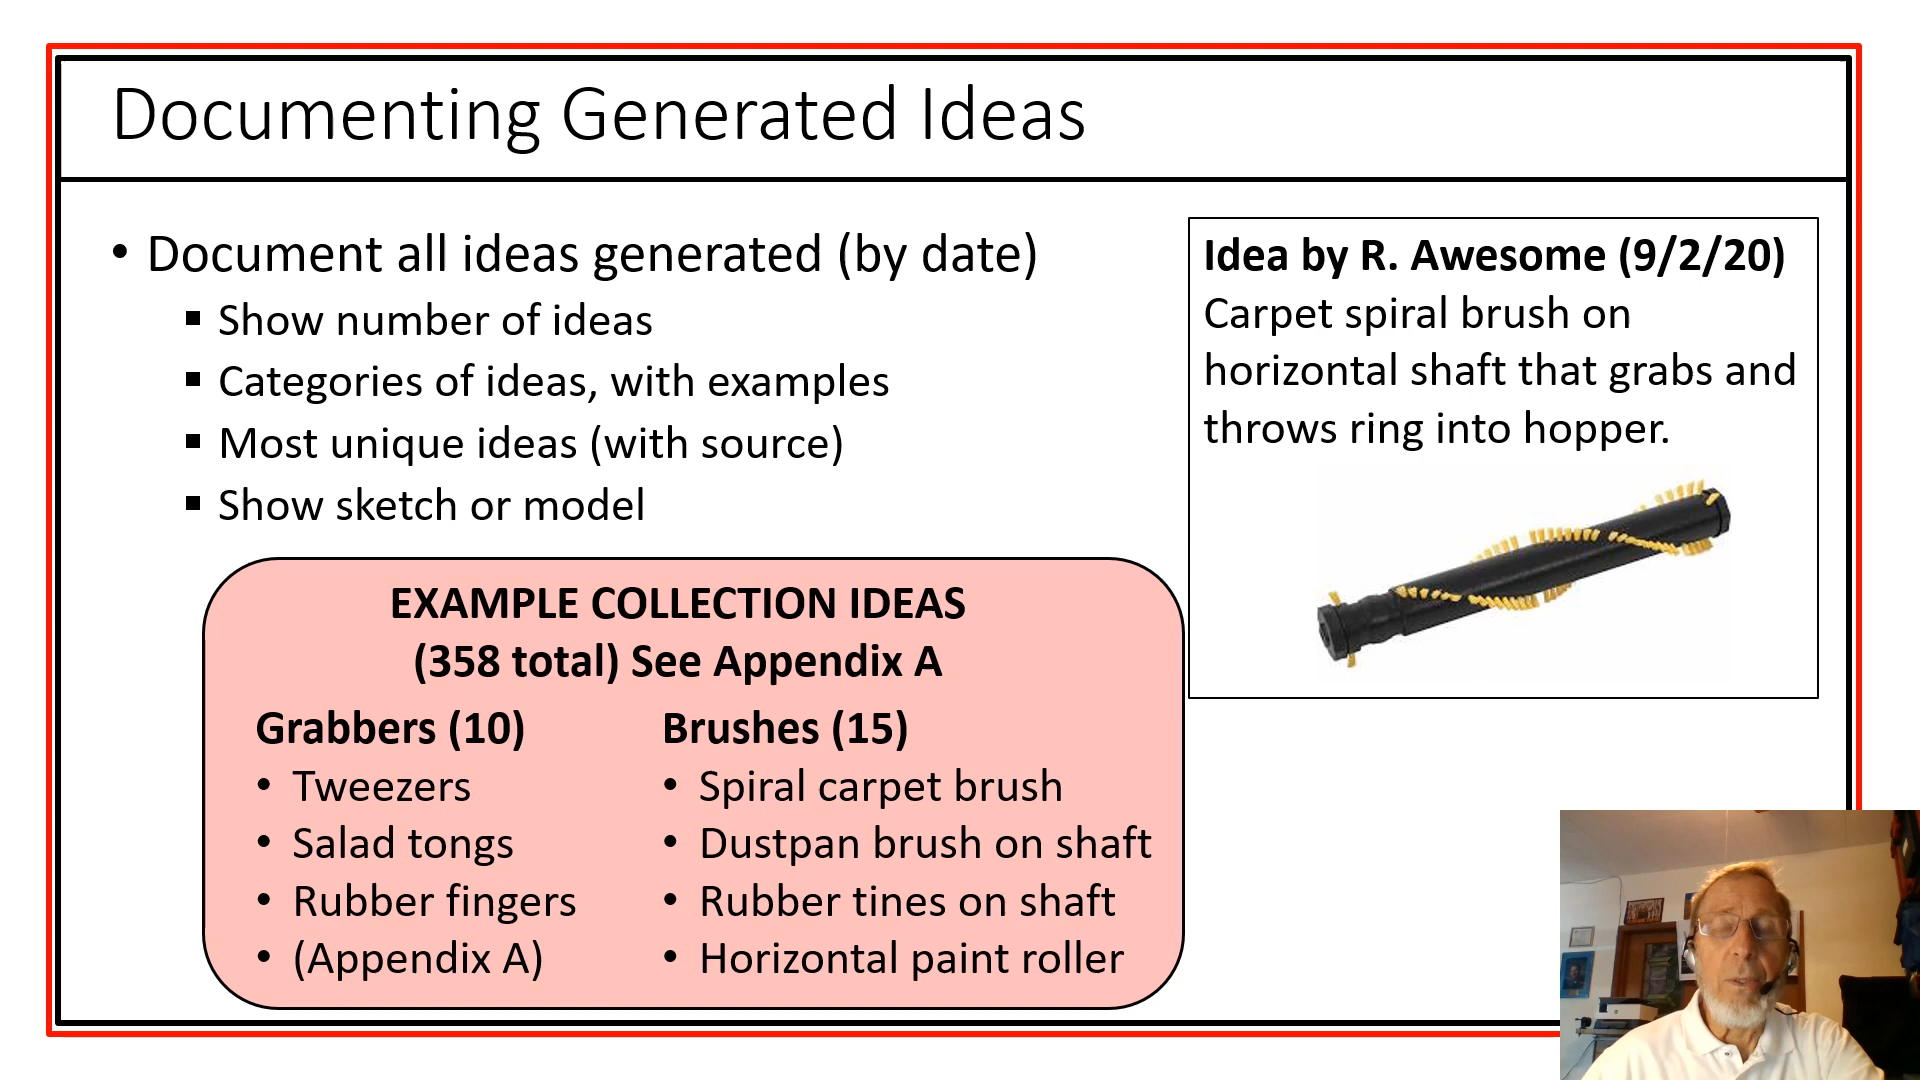 Documenting Generated Ideas
• Document all ideas generated (by date)
▪ Show number of ideas
▪ Categories of ideas, with examples
▪ Most unique ideas (with source)
▪ Show sketch or model
Idea by R. Awesome (9/2/20)
Carpet spiral brush on
horizontal shaft that grabs and
throws ring into hopper.
EXAMPLE COLLECTION IDEAS
(358 total) See Appendix A
Grabbers (10)
• Tweezers
• Salad tongs
• Rubber fingers
• (Appendix A)
Brushes (15)
• Spiral carpet brush
• Dustpan brush on shaft
• Rubber tines on shaft
• Horizontal paint roller